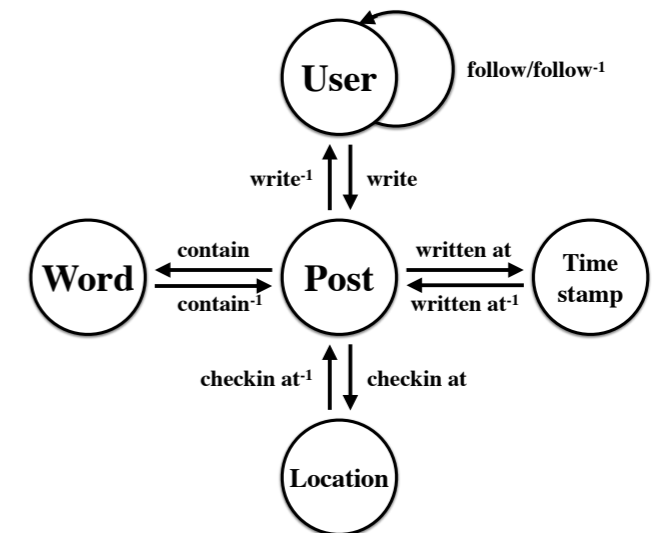 User
follow/follow⁻¹
write⁻¹
write
contain
written at
Word
Post
Time
stamp
contain⁻¹
written at⁻¹
checkin at⁻¹
checkin at
Location